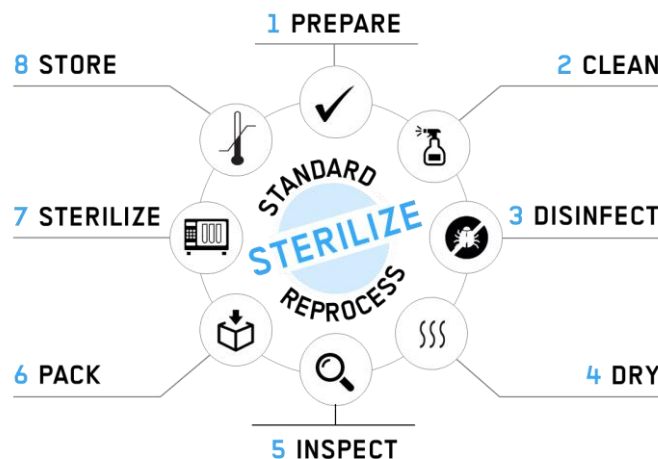 1 PREPARE
8 STORE
2 CLEAN
STANDARD
7 STERILIZE
STERILIZE
3 DISINFECT
REPROCESS
6 PACK
4 DRY
5 INSPECT